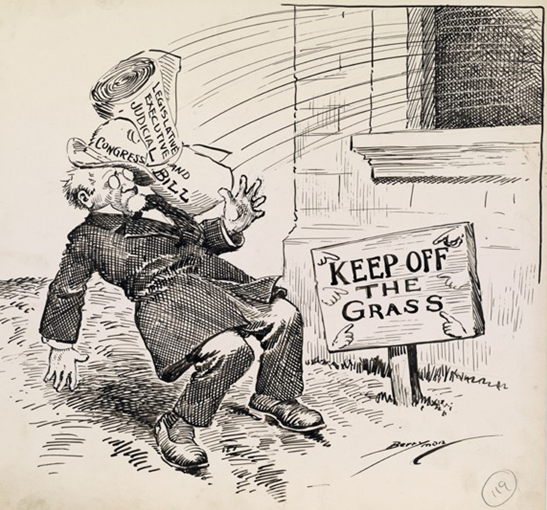 LEGISLATIVE
EXECUTIVE
JUDICIAL AND
BILL
CONGRESS
KEEP OFF
THE
GRASS
Berryman
119